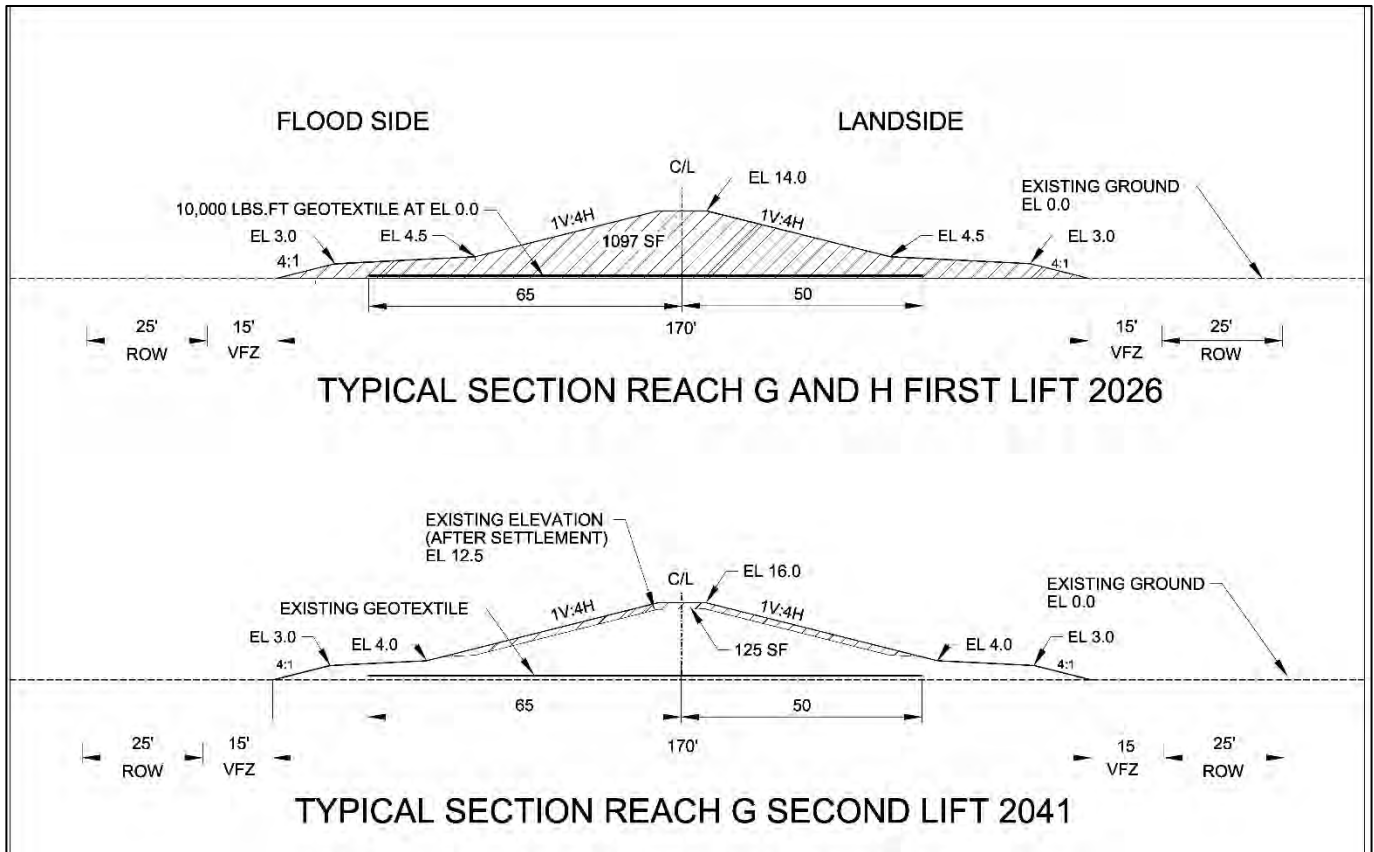 FLOOD SIDE
LANDSIDE
C/L
EL 14.0
EXISTING GROUND
EL 0.0
10,000 LBS.FT GEOTEXTILE AT EL 0.0
1V:4H
1V:4H
EL 3.0
EL 4.5
1097 SF
EL 4.5
EL 3.0
4:1
4:1
65
50
25'
ROW
15'
VFZ
170'
15'
VFZ
25'
ROW
TYPICAL SECTION REACH G AND H FIRST LIFT 2026
EXISTING ELEVATION
(AFTER SETTLEMENT)
EL 12.5
C/L
EL 16.0
EXISTING GROUND
EL 0.0
EXISTING GEOTEXTILE
1V:4H
1V:4H
EL 3.0
EL 4.0
125 SF
EL 4.0
EL 3.0
4:1
4:1
65
50
25'
ROW
15'
VFZ
170'
15
VFZ
25'
ROW
TYPICAL SECTION REACH G SECOND LIFT 2041